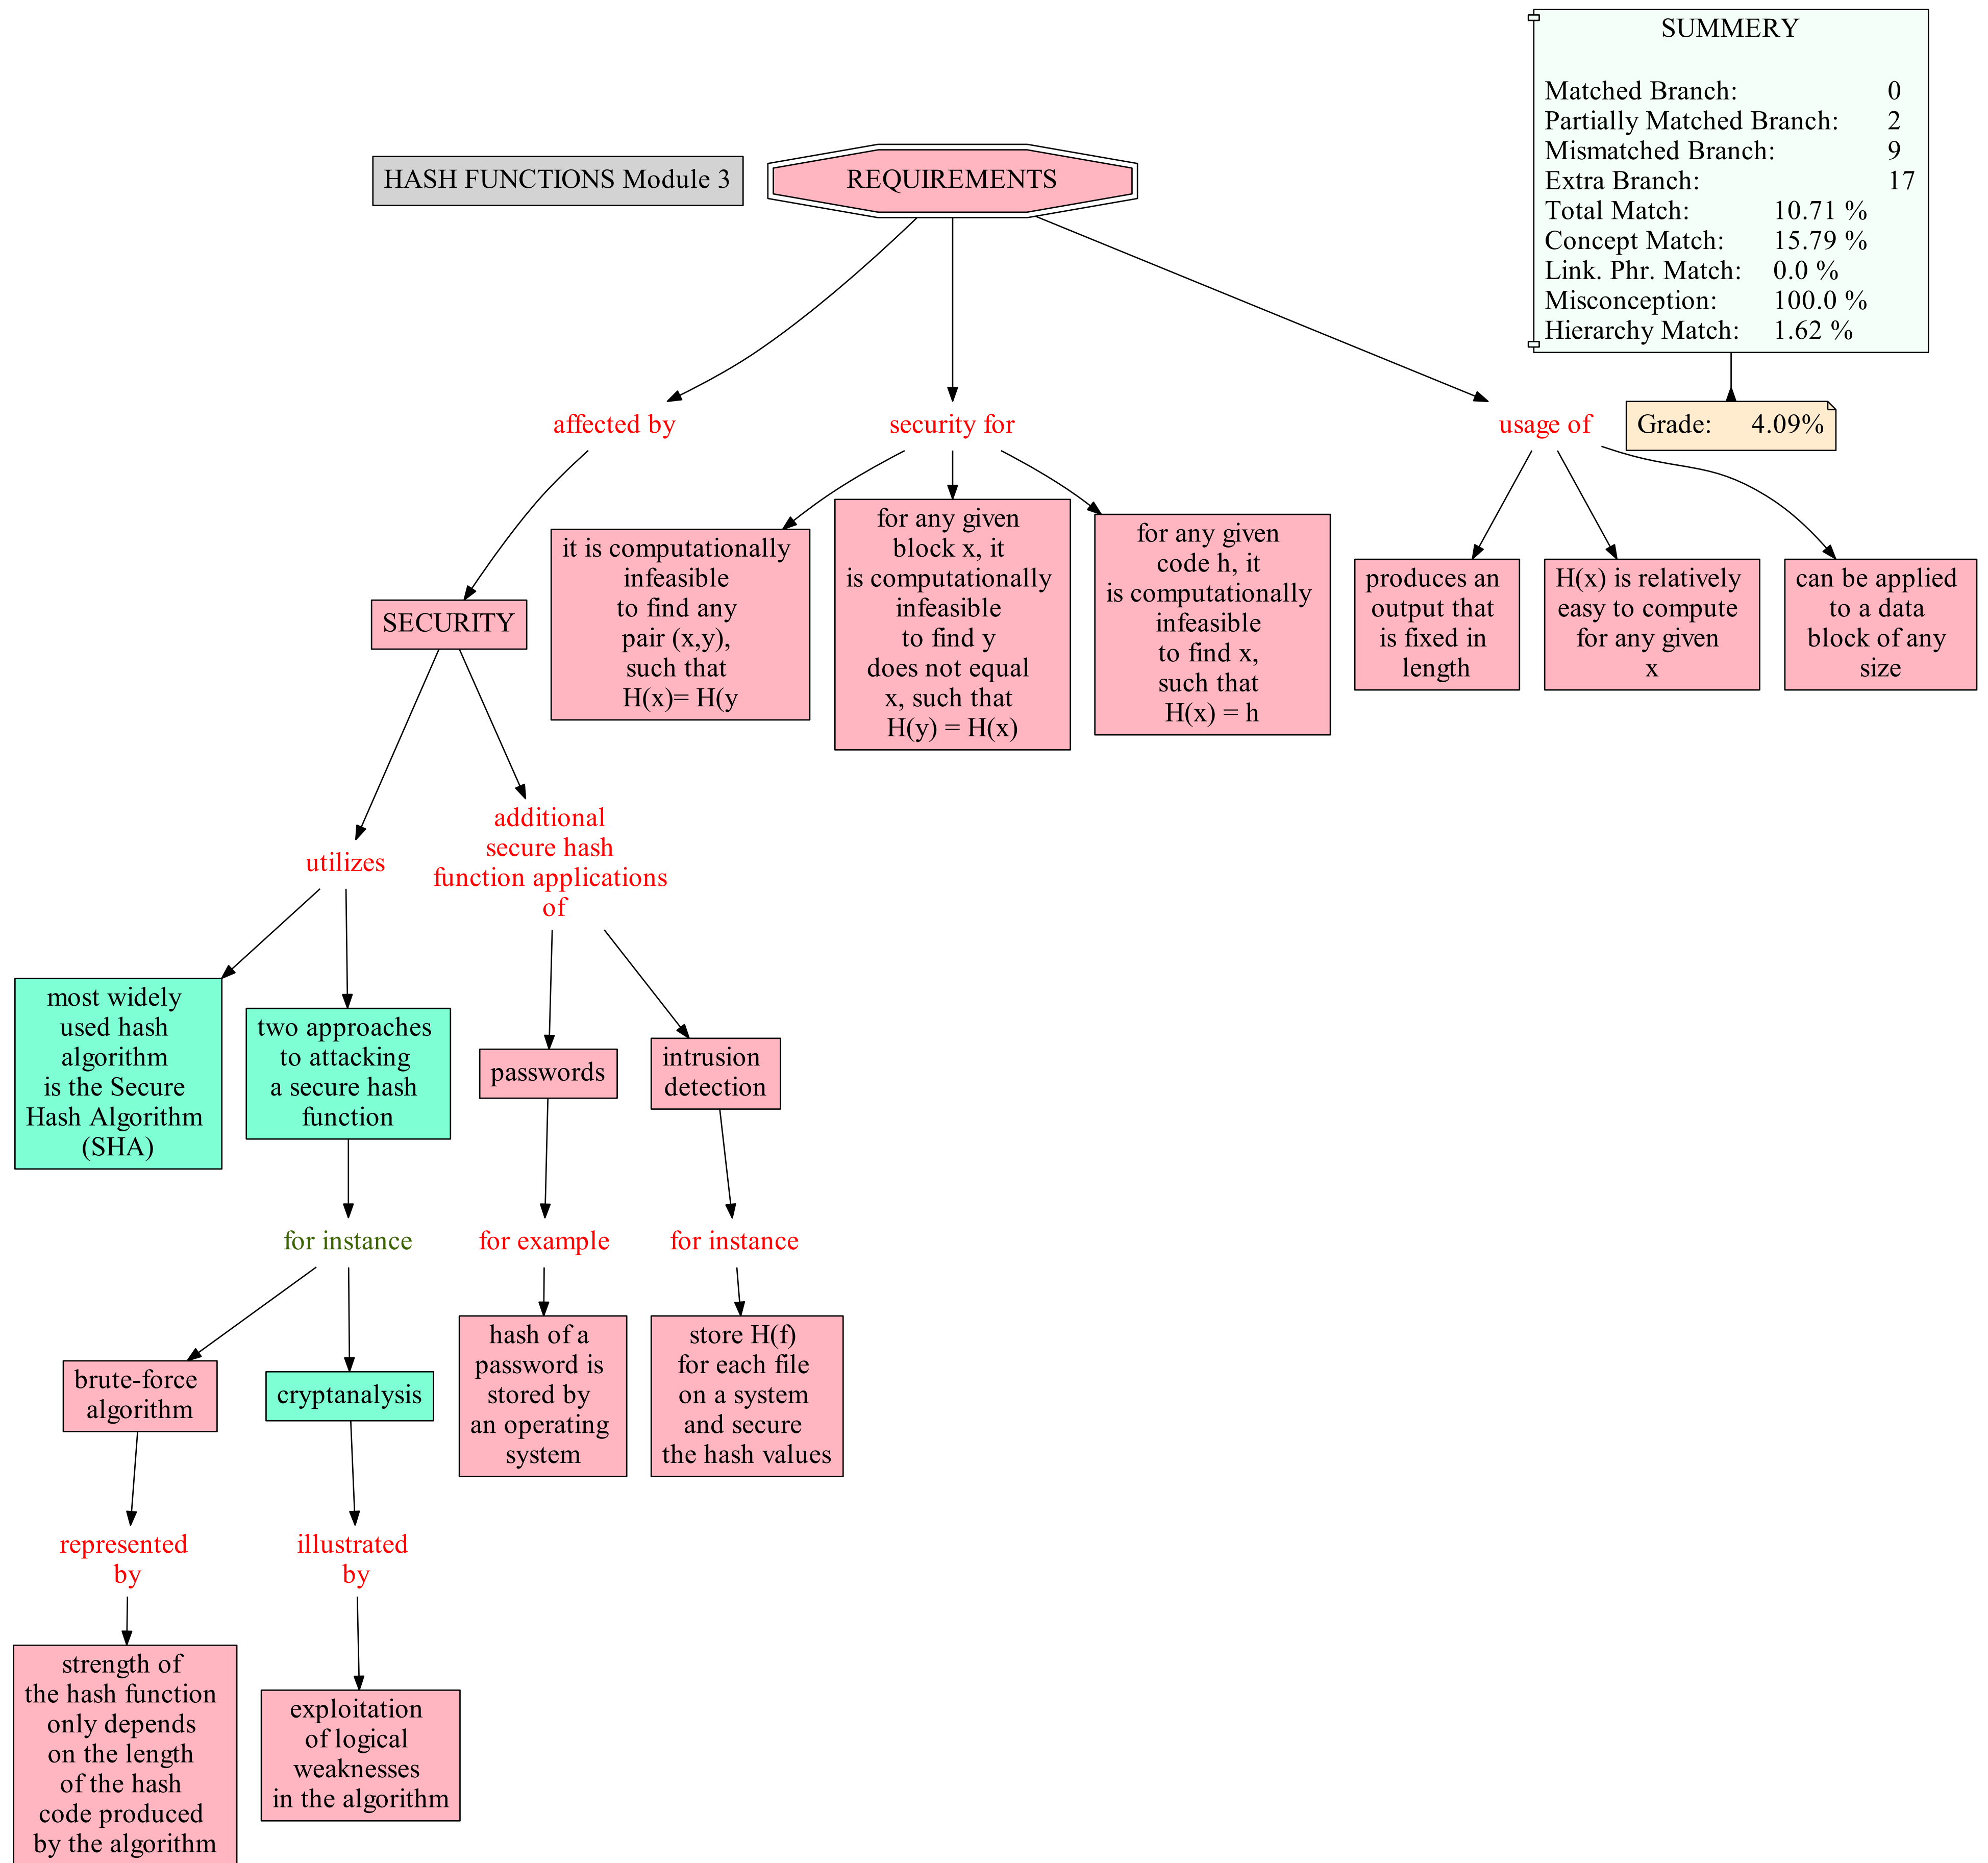 SUMMERY
Matched Branch: 0
Partially Matched Branch: 2
Mismatched Branch: 9
Extra Branch: 17
Total Match: 10.71 %
Concept Match: 15.79 %
Link. Phr. Match: 0.0 %
Misconception: 100.0 %
Hierarchy Match: 1.62 %
HASH FUNCTIONS Module 3
REQUIREMENTS
affected by
security for
usage of
Grade: 4.09%
it is computationally
infeasible
to find any
pair (x,y),
such that
H(x)= H(y
for any given
block x, it
is computationally
infeasible
to find y
does not equal
x, such that
H(y) = H(x)
for any given
code h, it
is computationally
infeasible
to find x,
such that
H(x) = h
produces an
output that
is fixed in
length
H(x) is relatively
easy to compute
for any given
x
can be applied
to a data
block of any
size
SECURITY
utilizes
additional
secure hash
function applications
of
most widely
used hash
algorithm
is the Secure
Hash Algorithm
(SHA)
two approaches
to attacking
a secure hash
function
passwords
intrusion
detection
for instance
for example
for instance
brute-force
algorithm
cryptanalysis
hash of a
password is
stored by
an operating
system
store H(f)
for each file
on a system
and secure
the hash values
represented
by
illustrated
by
strength of
the hash function
only depends
on the length
of the hash
code produced
by the algorithm
exploitation
of logical
weaknesses
in the algorithm